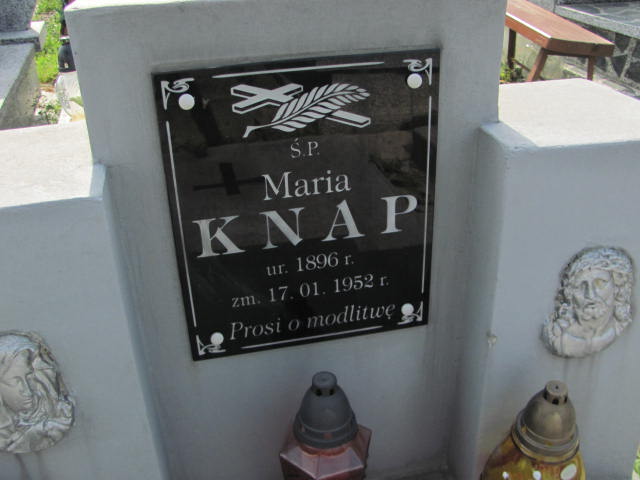 Ś.P.
Maria
KNAP
ur. 1896 r.
zm. 17. 01. 1952 r.
Prosi o modlitwę